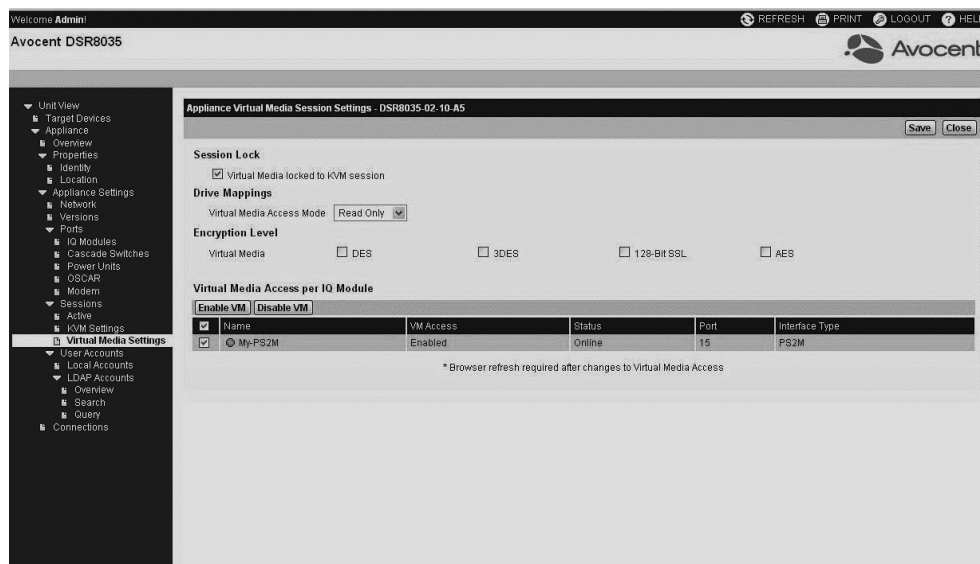 Welcome Admin!
REFRESH PRINT LOGOUT HEL
Avocent DSR8035
Avocent
Unit View
Target Devices
Appliance
Overview
Properties
Identity
Location
Appliance Settings
Network
Versions
Ports
IQ Modules
Cascade Switches
Power Units
OSCAR
Modem
Sessions
Active
KVM Settings
Virtual Media Settings
User Accounts
Local Accounts
LDAP Accounts
Overview
Search
Query
Connections
Appliance Virtual Media Session Settings - DSR8035-02-10-A5
Save Close
Session Lock
Virtual Media locked to KVM session
Drive Mappings
Virtual Media Access Mode Read Only
Encryption Level
Virtual Media DES 3DES 128-Bit SSL AES
Virtual Media Access per IQ Module
Enable VM Disable VM
Name VM Access Status Port Interface Type
My-PS2M Enabled Online 15 PS2M
* Browser refresh required after changes to Virtual Media Access